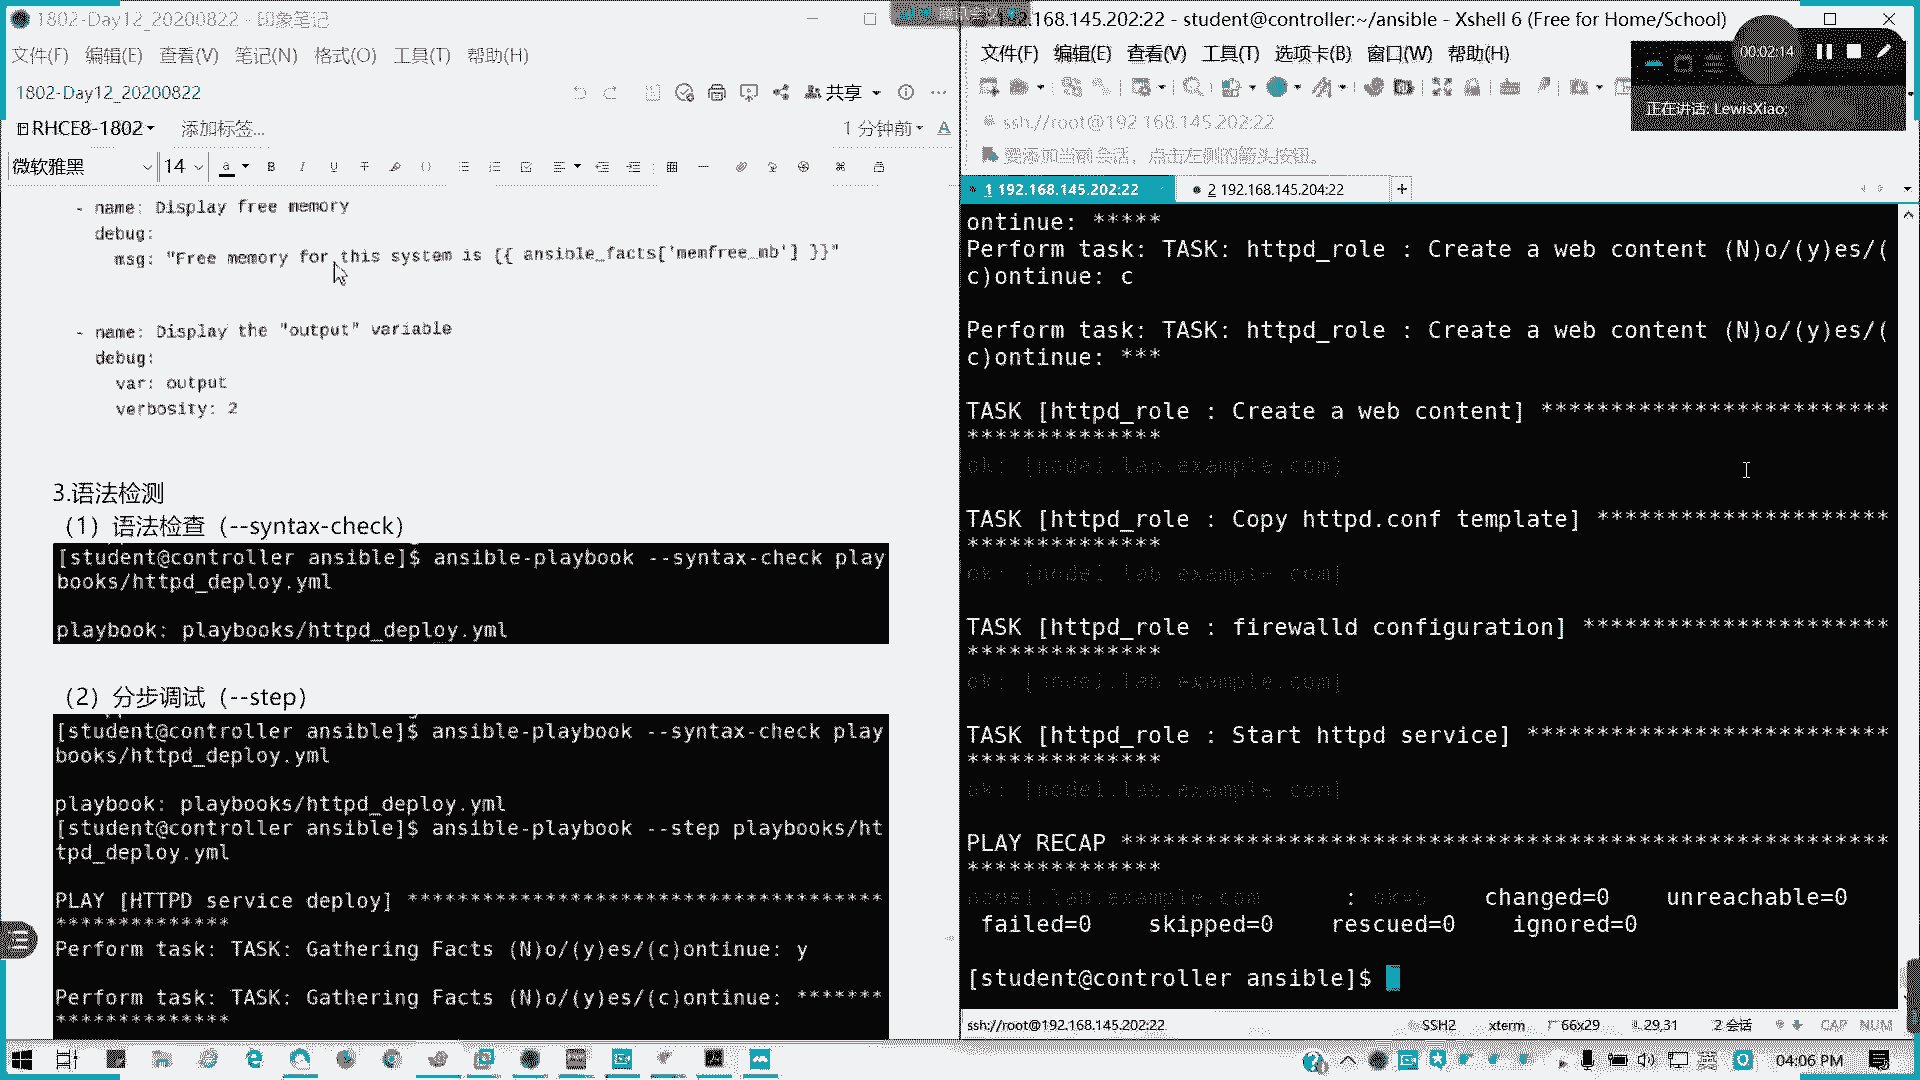 1802-Day12_20200822 - 印象笔记
文件(F) 编辑(E) 查看(V) 笔记(N) 格式(O) 工具(T) 帮助(H)
1802-Day12_20200822
共享
RHCE8-1802
添加标签...
1 分钟前
微软雅黑
14
- name: Display free memory
debug:
msg: "Free memory for this system is {{ ansible_facts['memfree_mb'] }}"
- name: Display the "output" variable
debug:
var: output
verbosity: 2
3.语法检测
（1）语法检查（--syntax-check）
[student@controller ansible]$ ansible-playbook --syntax-check play
books/httpd_deploy.yml
playbook: playbooks/httpd_deploy.yml
（2）分步调试（--step）
[student@controller ansible]$ ansible-playbook --syntax-check play
books/httpd_deploy.yml
playbook: playbooks/httpd_deploy.yml
[student@controller ansible]$ ansible-playbook --step playbooks/ht
tpd_deploy.yml
PLAY [HTTPD service deploy] **************************************
**************
Perform task: TASK: Gathering Facts (N)o/(y)es/(c)ontinue: y
Perform task: TASK: Gathering Facts (N)o/(y)es/(c)ontinue: *******
**************
192.168.145.202:22 - student@controller:~/ansible - Xshell 6 (Free for Home/School)
文件(F) 编辑(E) 查看(V) 工具(T) 选项卡(B) 窗口(W) 帮助(H)
00:02:14
正在讲话: LewisXiao;
ssh://root@192.168.145.202:22
要添加当前会话，点击左侧的箭头按钮。
1 192.168.145.202:22
2 192.168.145.204:22
ontinue: *****
Perform task: TASK: httpd_role : Create a web content (N)o/(y)es/(
c)ontinue: c
Perform task: TASK: httpd_role : Create a web content (N)o/(y)es/(
c)ontinue: ***
TASK [httpd_role : Create a web content] *************************
**************
ok: [node1.lab.example.com]
TASK [httpd_role : Copy httpd.conf template] *********************
**************
ok: [node1.lab.example.com]
TASK [httpd_role : firewalld configuration] **********************
**************
ok: [node1.lab.example.com]
TASK [httpd_role : Start httpd service] **************************
**************
ok: [node1.lab.example.com]
PLAY RECAP *******************************************************
**************
node1.lab.example.com : changed=0 unreachable=0
failed=0 skipped=0 rescued=0 ignored=0
[student@controller ansible]$
ssh://root@192.168.145.202:22
SSH2
xterm
66x29
29,31
2 会话
CAP NUM
英
04:06 PM